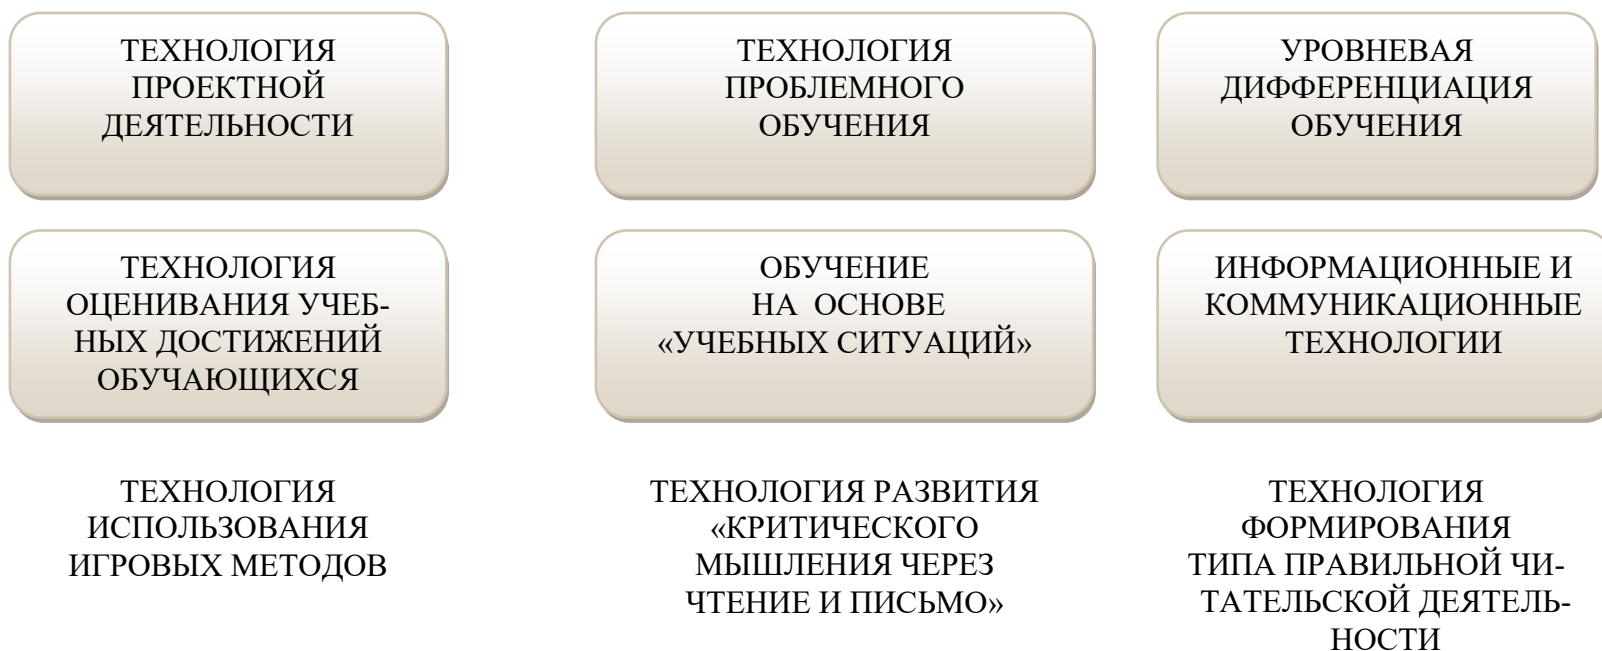 ТЕХНОЛОГИЯ
ПРОЕКТНОЙ
ДЕЯТЕЛЬНОСТИ
ТЕХНОЛОГИЯ
ПРОБЛЕМНОГО
ОБУЧЕНИЯ
УРОВНЕВАЯ
ДИФФЕРЕНЦИАЦИЯ
ОБУЧЕНИЯ
ТЕХНОЛОГИЯ
ОЦЕНИВАНИЯ УЧЕБ-
НЫХ ДОСТИЖЕНИЙ
ОБУЧАЮЩИХСЯ
ОБУЧЕНИЕ
НА ОСНОВЕ
«УЧЕБНЫХ СИТУАЦИЙ»
ИНФОРМАЦИОННЫЕ И
КОММУНИКАЦИОННЫЕ
ТЕХНОЛОГИИ
ТЕХНОЛОГИЯ
ИСПОЛЬЗОВАНИЯ
ИГРОВЫХ МЕТОДОВ
ТЕХНОЛОГИЯ РАЗВИТИЯ
«КРИТИЧЕСКОГО
МЫШЛЕНИЯ ЧЕРЕЗ
ЧТЕНИЕ И ПИСЬМО»
ТЕХНОЛОГИЯ
ФОРМИРОВАНИЯ
ТИПА ПРАВИЛЬНОЙ ЧИ-
ТАТЕЛЬСКОЙ ДЕЯТЕЛЬ-
НОСТИ